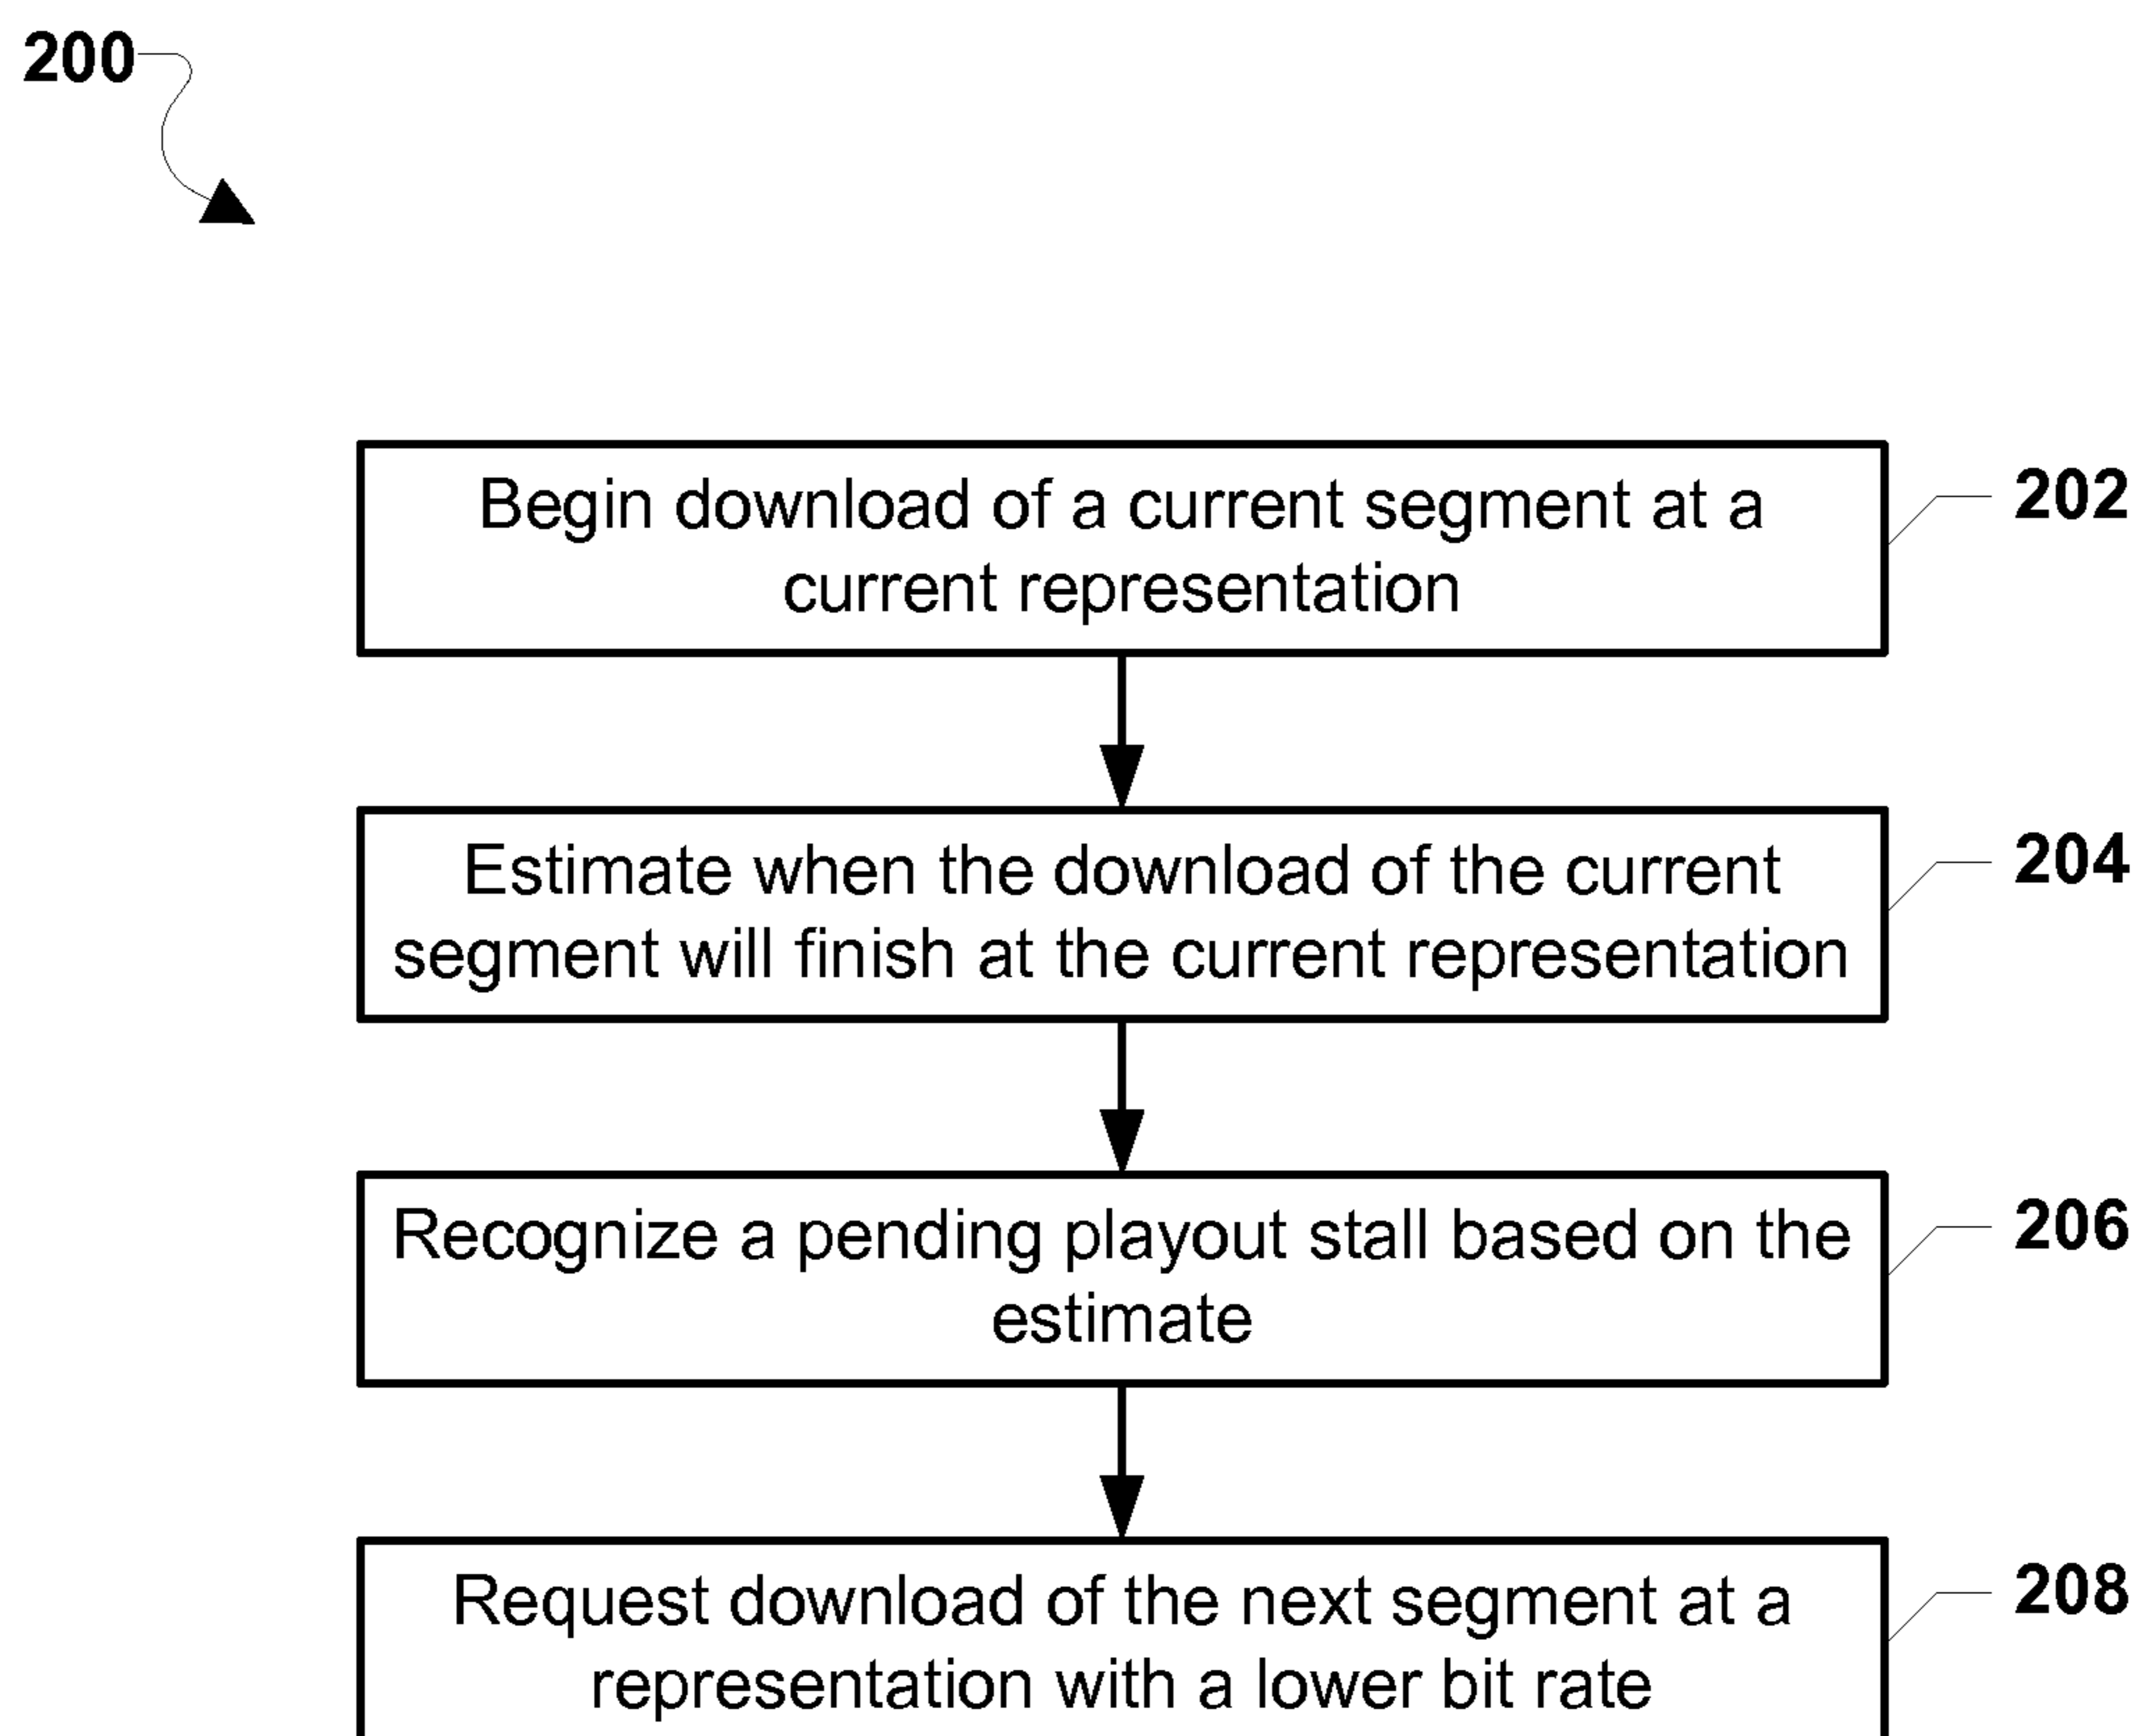 200
Begin download of a current segment at a
current representation
202
Estimate when the download of the current
segment will finish at the current representation
204
Recognize a pending playout stall based on the
estimate
206
Request download of the next segment at a
representation with a lower bit rate
208